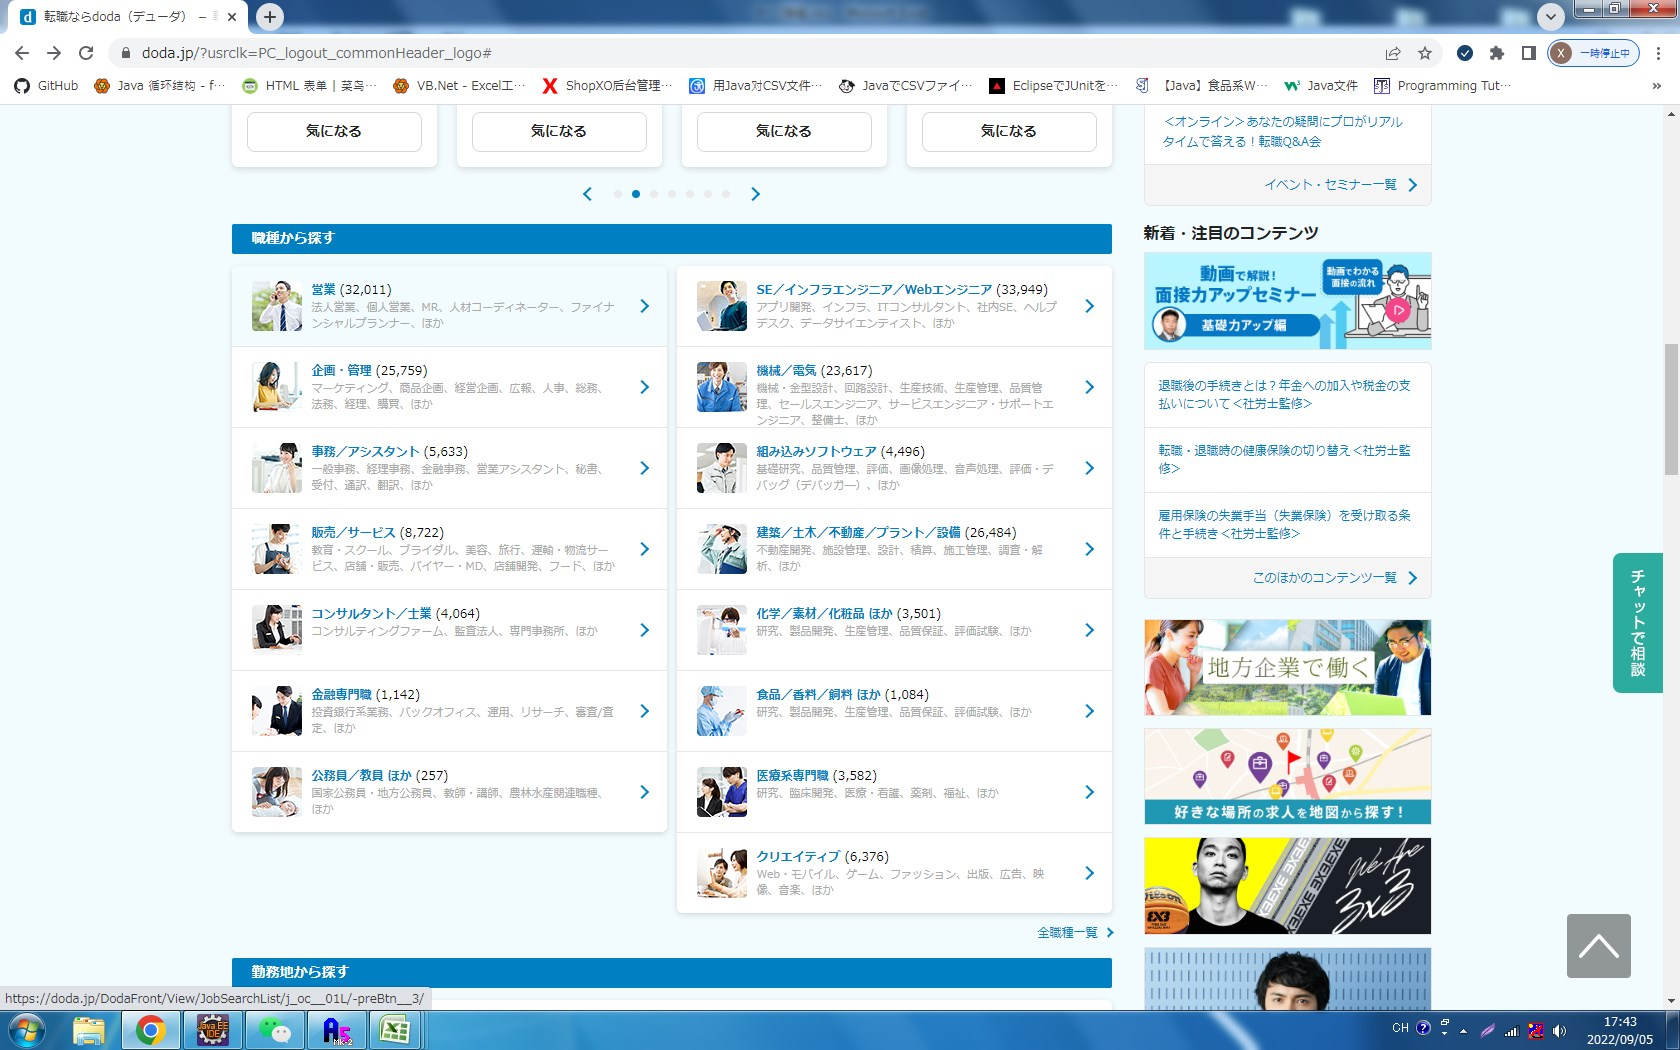 転職ならdoda（デューダ） –
doda.jp/?usrclk=PC_logout_commonHeader_logo#
X 一時停止中
GitHub
Java 循环结构 - f…
HTML 表单 | 菜鸟…
VB.Net - Excel工…
ShopXO后台管理…
用Java对CSV文件…
JavaでCSVファイ…
EclipseでJUnitを…
【Java】食品系W…
Java文件
Programming Tut…
気になる
気になる
気になる
気になる
職種から探す
営業 (32,011)
法人営業、個人営業、MR、人材コーディネーター、ファイナ
ンシャルプランナー、ほか
企画・管理 (25,759)
マーケティング、商品企画、経営企画、広報、人事、総務、
法務、経理、購買、ほか
事務／アシスタント (5,633)
一般事務、経理事務、金融事務、営業アシスタント、秘書、
受付、通訳、翻訳、ほか
販売／サービス (8,722)
教育・スクール、ブライダル、美容、旅行、運輸・物流サー
ビス、店舗・販売、バイヤー・MD、店舗開発、フード、ほか
コンサルタント／士業 (4,064)
コンサルティングファーム、監査法人、専門事務所、ほか
金融専門職 (1,142)
投資銀行系業務、バックオフィス、運用、リサーチ、審査/査
定、ほか
公務員／教員 ほか (257)
国家公務員・地方公務員、教師・講師、農林水産関連職種、
ほか
SE／インフラエンジニア／Webエンジニア (33,949)
アプリ開発、インフラ、ITコンサルタント、社内SE、ヘルプ
デスク、データサイエンティスト、ほか
機械／電気 (23,617)
機械・金型設計、回路設計、生産技術、生産管理、品質管
理、セールスエンジニア、サービスエンジニア・サポートエ
ンジニア、整備士、ほか
組み込みソフトウェア (4,496)
基礎研究、品質管理、評価、画像処理、音声処理、評価・デ
バッグ（デバッガー）、ほか
建築／土木／不動産／プラント／設備 (26,484)
不動産開発、施設管理、設計、積算、施工管理、調査・解
析、ほか
化学／素材／化粧品 ほか (3,501)
研究、製品開発、生産管理、品質保証、評価試験、ほか
食品／香料／飼料 ほか (1,084)
研究、製品開発、生産管理、品質保証、評価試験、ほか
医療系専門職 (3,582)
研究、臨床開発、医療・看護、薬剤、福祉、ほか
クリエイティブ (6,376)
Web・モバイル、ゲーム、ファッション、出版、広告、映
像、音楽、ほか
全職種一覧
勤務地から探す
＜オンライン＞あなたの疑問にプロがリアル
タイムで答える！転職Q&A会
イベント・セミナー一覧
新着・注目のコンテンツ
動画で解説!
面接力アップセミナー
基礎力アップ編
動画でわかる
面接の流れ
退職後の手続きとは？年金への加入や税金の支
払いについて＜社労士監修＞
転職・退職時の健康保険の切り替え＜社労士監
修＞
雇用保険の失業手当（失業保険）を受け取る条
件と手続き＜社労士監修＞
このほかのコンテンツ一覧
地方企業で働く
好きな場所の求人を地図から探す！
Wilson
EX3
3XE 3XE 3XE
We Are
3x3
チャットで相談
https://doda.jp/DodaFront/View/JobSearchList/j_oc__01L/-preBtn__3/
Java EE
IDE
A5
MK-2
CH
17:43
2022/09/05